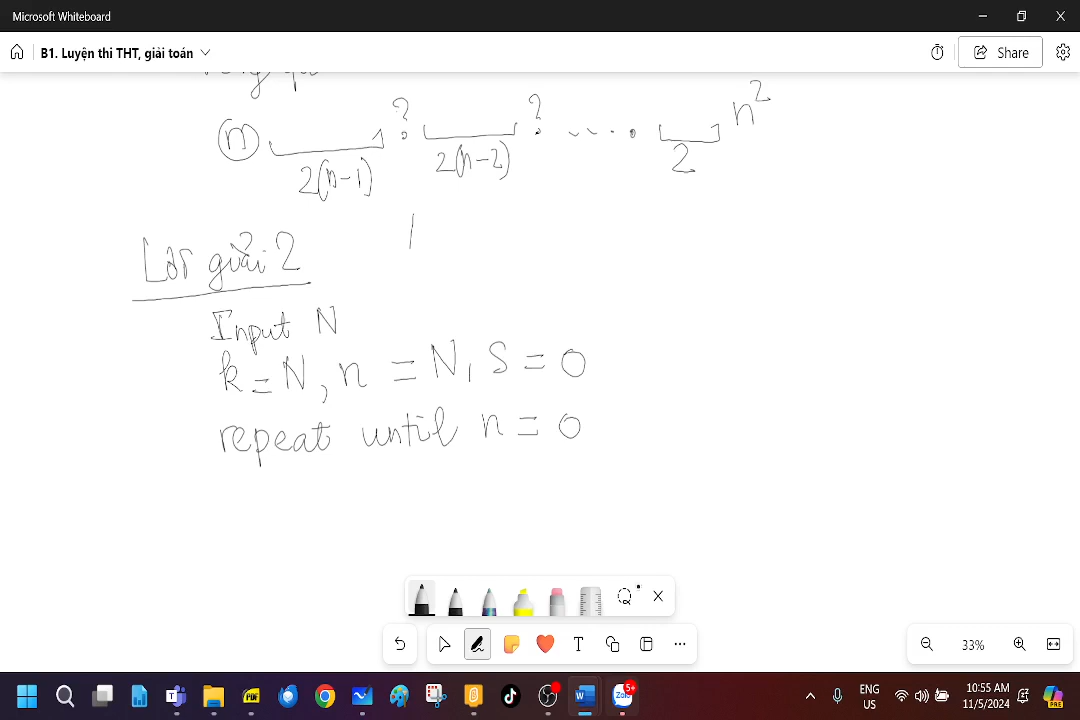 Microsoft Whiteboard
B1. Luyện thi THT, giải toán
Share
n ? ? ..... n²
2(n-1) 2(n-2) 2
Lời giải 2
Input N
k = N, n = N, S = 0
repeat until n = 0
33%
ENG
US
10:55 AM
11/5/2024